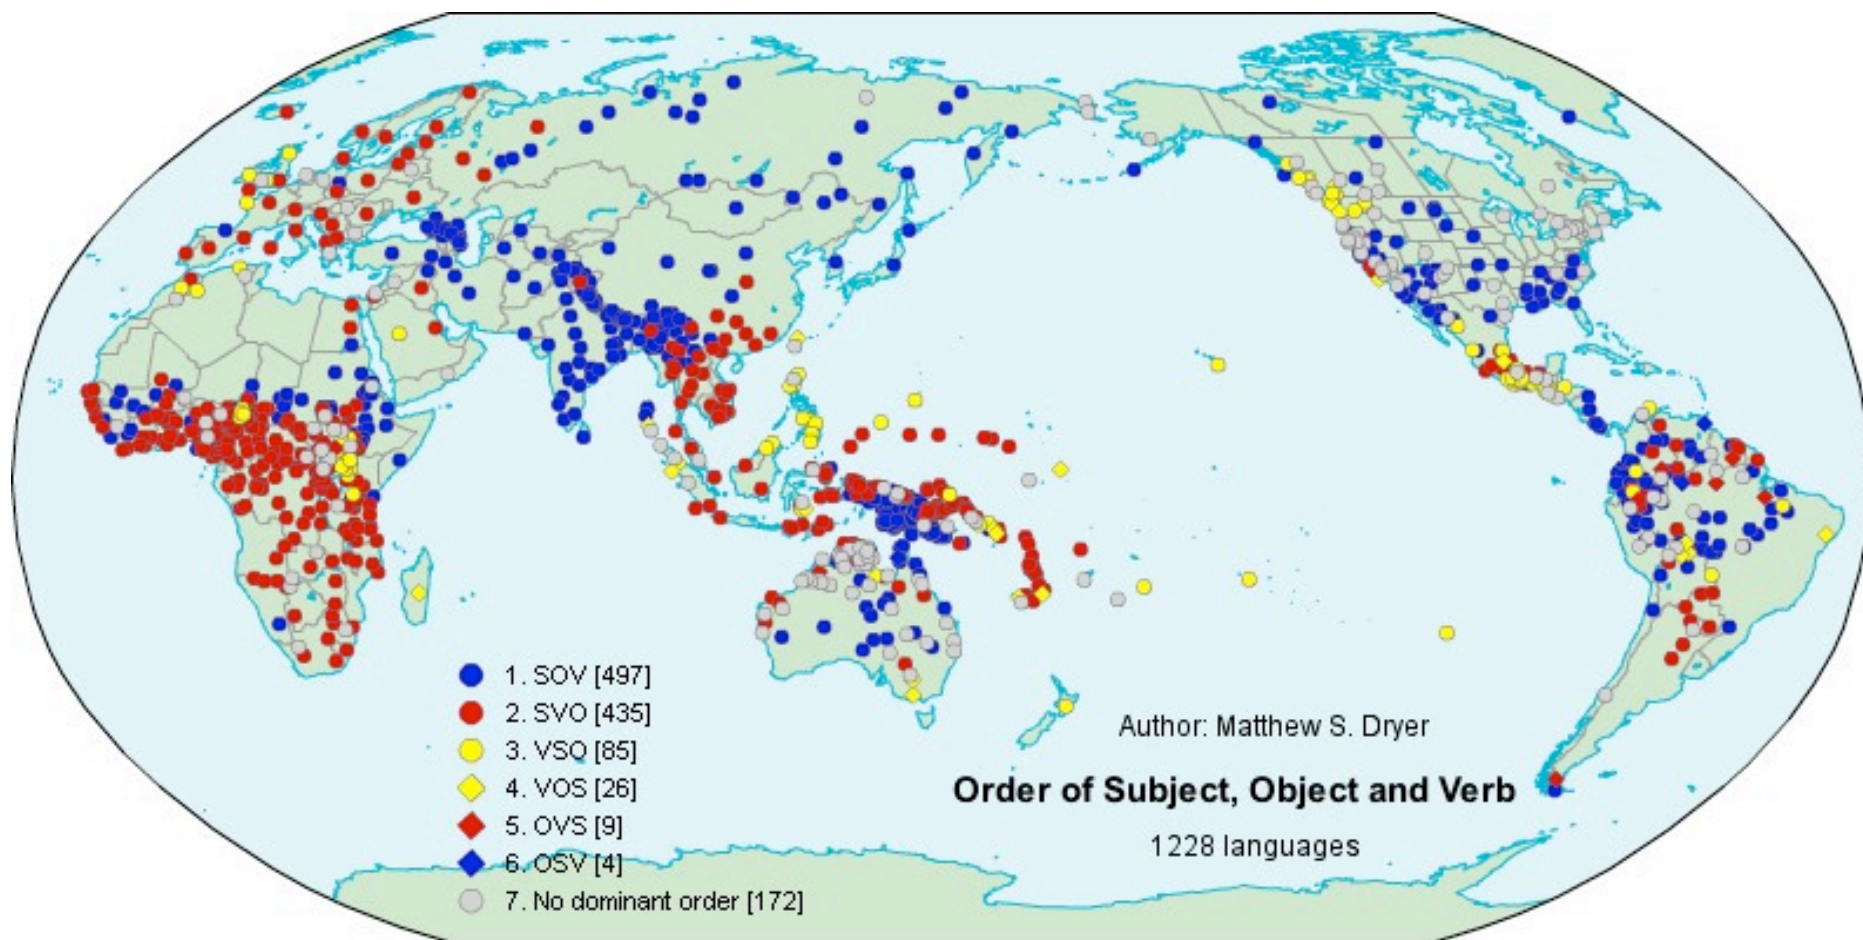 1. SOV [497]
2. SVO [435]
3. VSO [85]
4. VOS [26]
5. OVS [9]
6. OSV [4]
7. No dominant order [172]
Author: Matthew S. Dryer
Order of Subject, Object and Verb
1228 languages